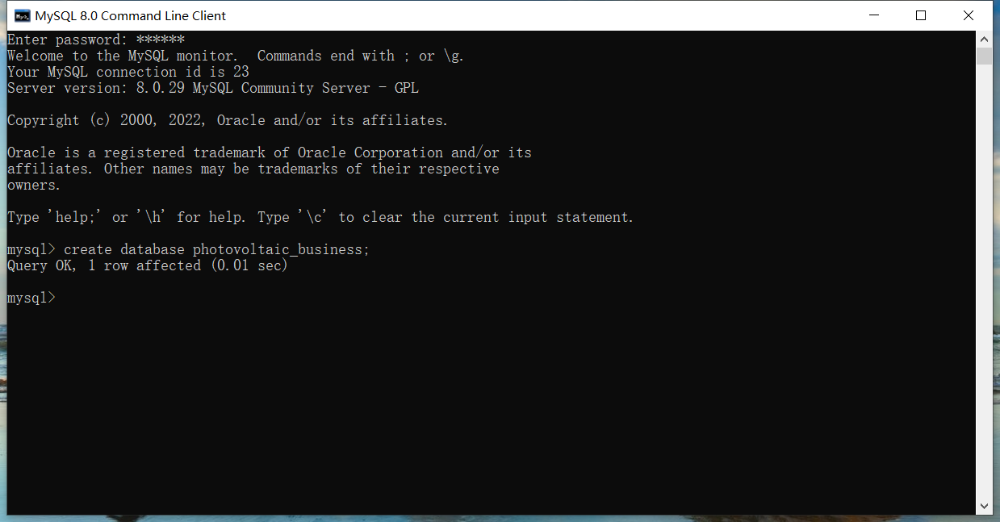 MySQL 8.0 Command Line Client
Enter password: ******
Welcome to the MySQL monitor.  Commands end with ; or \g.
Your MySQL connection id is 23
Server version: 8.0.29 MySQL Community Server - GPL
Copyright (c) 2000, 2022, Oracle and/or its affiliates.
Oracle is a registered trademark of Oracle Corporation and/or its
affiliates. Other names may be trademarks of their respective
owners.
Type 'help;' or '\h' for help. Type '\c' to clear the current input statement.
mysql> create database photovoltaic_business;
Query OK, 1 row affected (0.01 sec)
mysql>